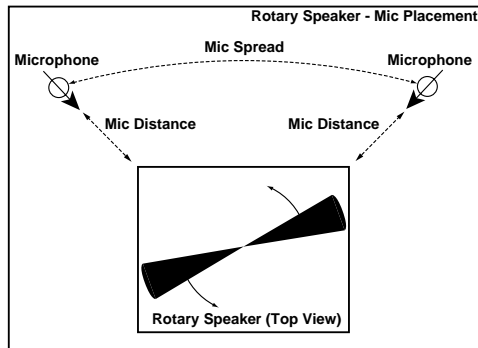 Rotary Speaker - Mic Placement
Mic Spread
Microphone
Microphone
Mic Distance
Mic Distance
Rotary Speaker (Top View)